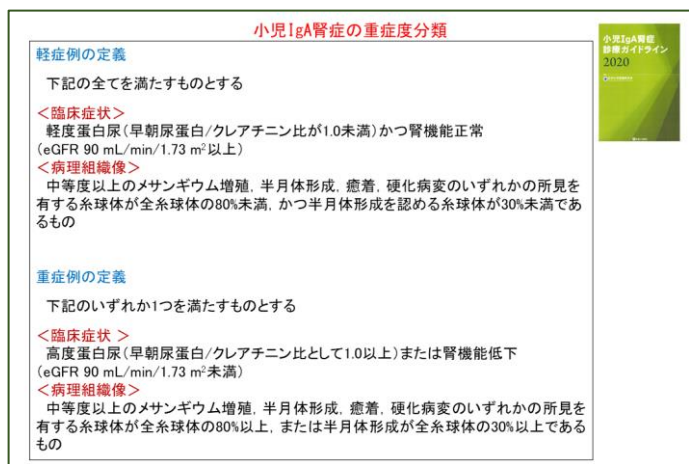 小児IgA腎症の重症度分類
軽症例の定義
下記の全てを満たすものとする
<臨床症状>
軽度蛋白尿(早朝尿蛋白/クレアチニン比が1.0未満)かつ腎機能正常
(eGFR 90 mL/min/1.73 m²以上)
<病理組織像>
中等度以上のメサンギウム増殖, 半月体形成, 癒着, 硬化病変のいずれかの所見を
有する糸球体が全糸球体の80%未満, かつ半月体形成を認める糸球体が30%未満であ
るもの
重症例の定義
下記のいずれか1つを満たすものとする
<臨床症状 >
高度蛋白尿(早朝尿蛋白/クレアチニン比として1.0以上)または腎機能低下
(eGFR 90 mL/min/1.73 m²未満)
<病理組織像>
中等度以上のメサンギウム増殖, 半月体形成, 癒着, 硬化病変のいずれかの所見を
有する糸球体が全糸球体の80%以上, または半月体形成が全糸球体の30%以上である
もの
小児IgA腎症
診療ガイドライン
2020